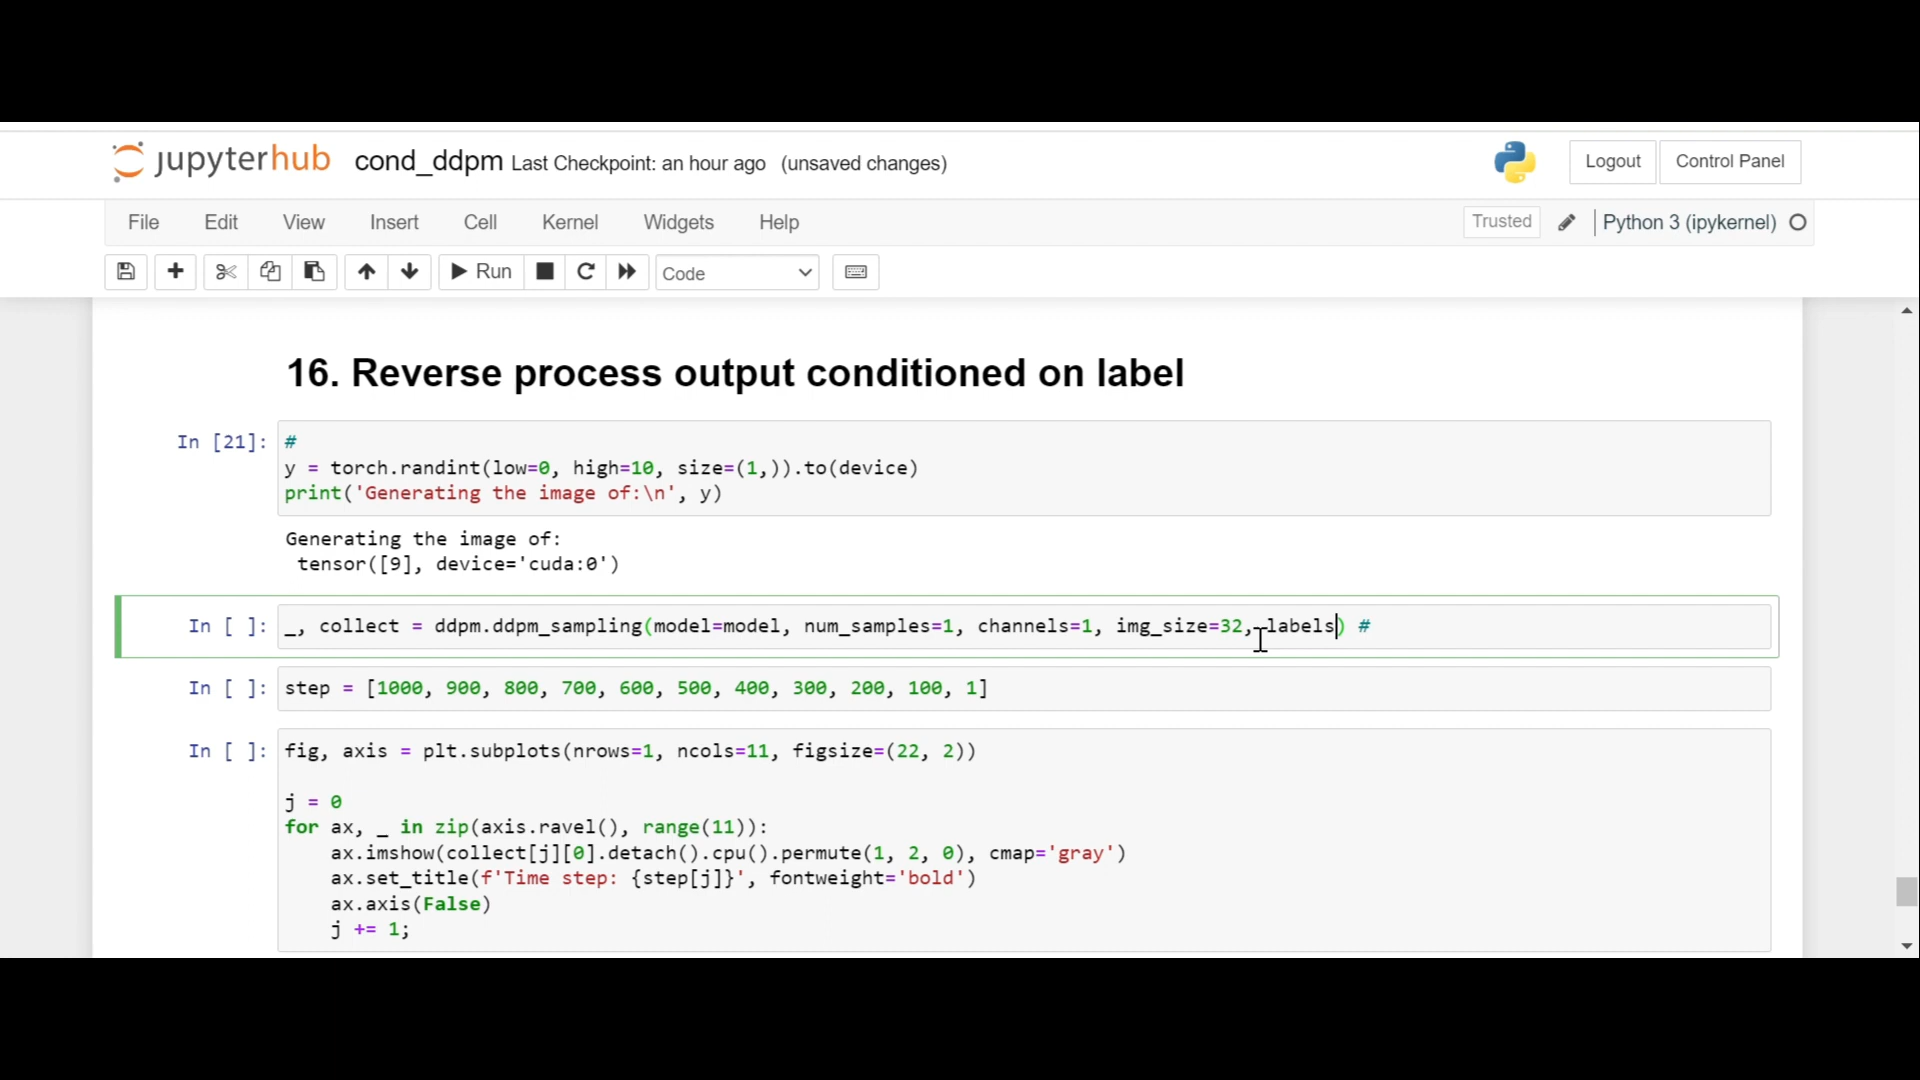 jupyterhub cond_ddpm Last Checkpoint: an hour ago (unsaved changes) Logout Control Panel
File Edit View Insert Cell Kernel Widgets Help Trusted Python 3 (ipykernel)
Run Code
16. Reverse process output conditioned on label
In [21]: #
y = torch.randint(low=0, high=10, size=(1,)).to(device)
print('Generating the image of:\n', y)
Generating the image of:
tensor([9], device='cuda:0')
In [ ]: _, collect = ddpm.ddpm_sampling(model=model, num_samples=1, channels=1, img_size=32, labels) #
In [ ]: step = [1000, 900, 800, 700, 600, 500, 400, 300, 200, 100, 1]
In [ ]: fig, axis = plt.subplots(nrows=1, ncols=11, figsize=(22, 2))
j = 0
for ax, _ in zip(axis.ravel(), range(11)):
ax.imshow(collect[j][0].detach().cpu().permute(1, 2, 0), cmap='gray')
ax.set_title(f'Time step: {step[j]}', fontweight='bold')
ax.axis(False)
j += 1;